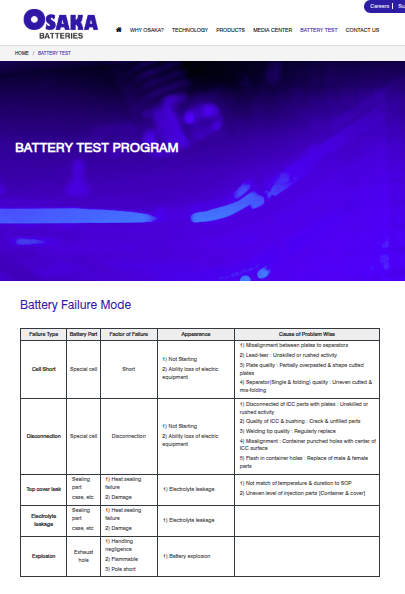 Careers
Su
OSAKA
BATTERIES
WHY OSAKA?
TECHNOLOGY
PRODUCTS
MEDIA CENTER
BATTERY TEST
CONTACT US
HOME / BATTERY TEST
BATTERY TEST PROGRAM
Battery Failure Mode
Failure Type
Battery Part
Factor of Failure
Appearance
Cause of Problem Wise
Cell Short
Special cell
Short
1) Not Starting
2) Ability loss of electric
equipment
1) Misalignment between plates to separators
2) Lead-tear : Unskilled or rushed activity
3) Plate quality : Partially overpasted & shape cutted
plates
4) Separator(Single & folding) quality : Uneven cutted &
mis-folding
Disconnection
Special cell
Disconnection
1) Not Starting
2) Ability loss of electric
equipment
1) Disconnected of ICC parts with plates : Unskilled or
rushed activity
2) Quality of ICC & bushing : Crack & unfilled parts
3) Welding tip quality : Regularly replace
4) Misalignment : Container punched holes with center of
ICC surface
5) Flash in container holes : Replace of male & female
parts
Top cover leak
Sealing
part
case, etc
1) Heat sealing
failure
2) Damage
1) Electrolyte leakage
1) Not match of temperature & duration to SOP
2) Uneven level of injection parts [Container & cover]
Electrolyte
leakage
Sealing
part
case, etc
1) Heat sealing
failure
2) Damage
1) Electrolyte leakage
Explosion
Exhaust
hole
1) Handling
negligence
2) Flammable
3) Pole short
1) Battery explosion